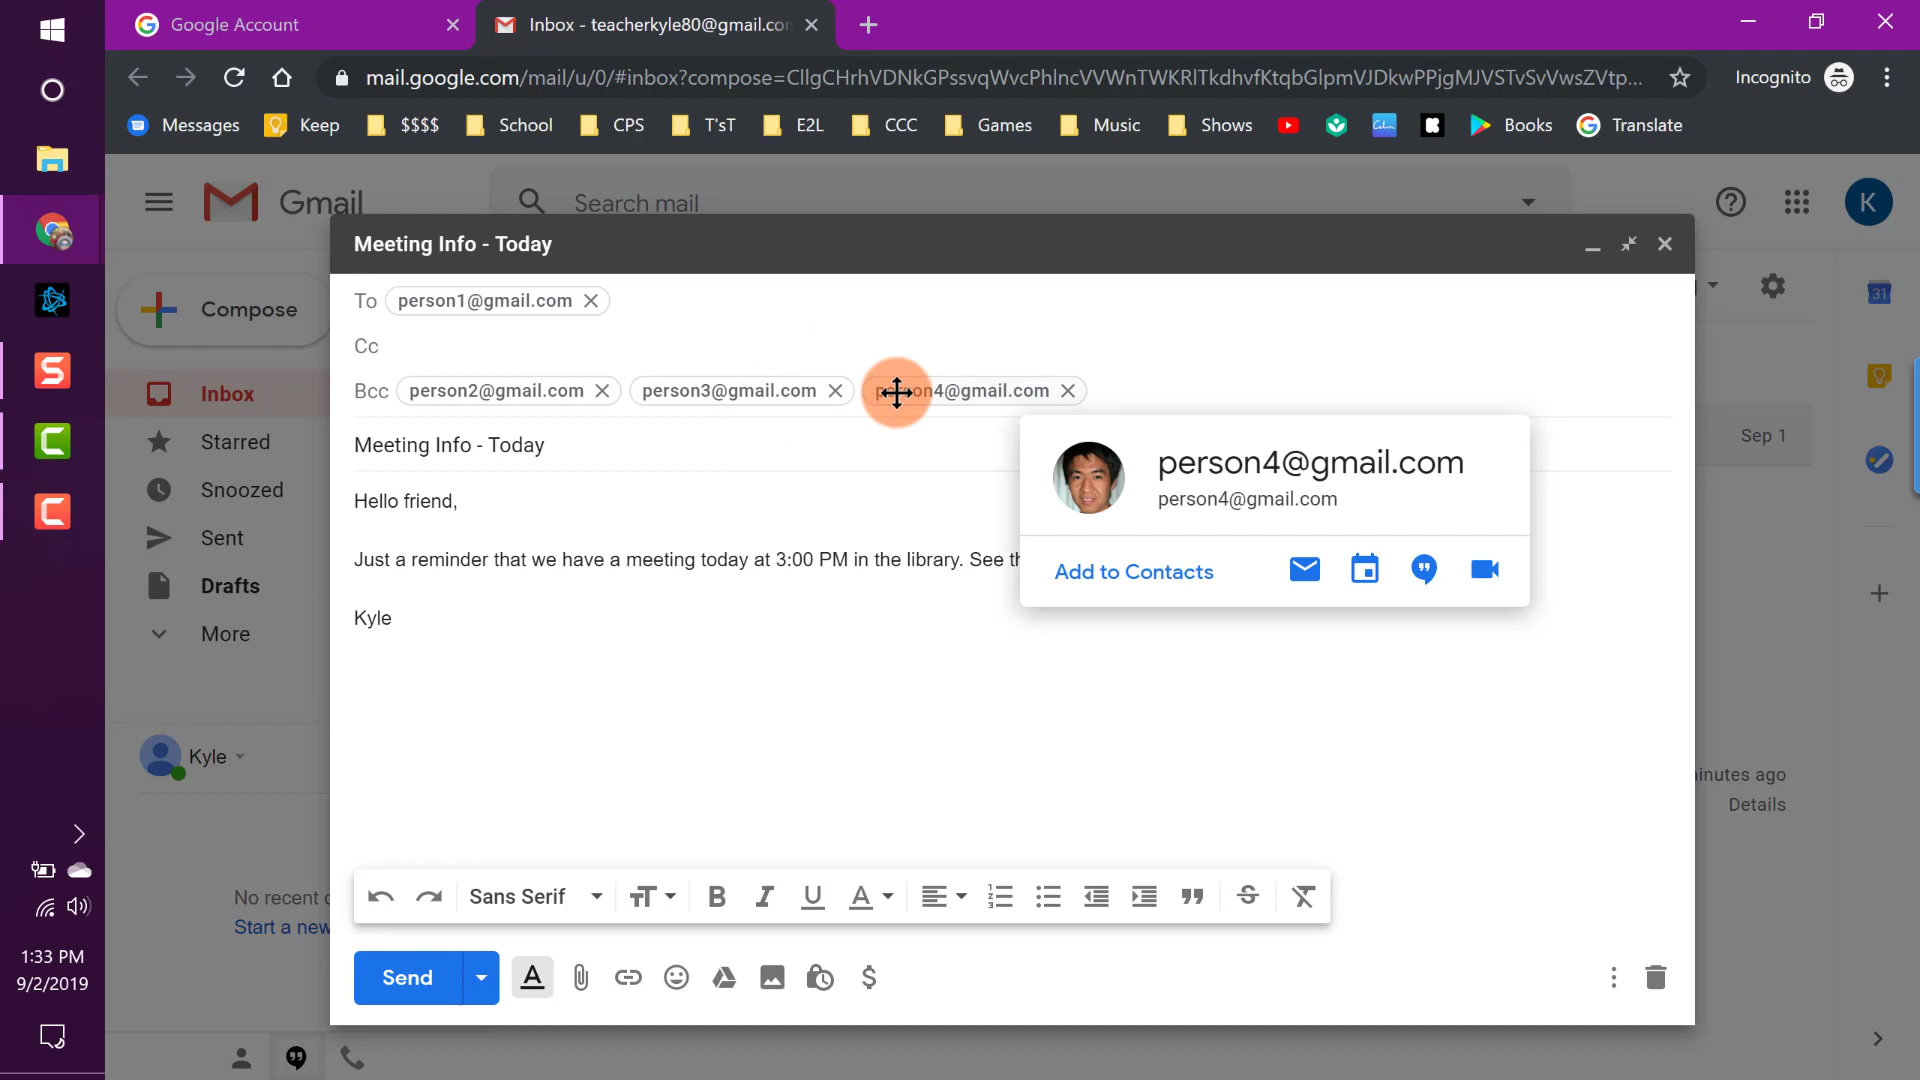 Google Account
Inbox - teacherkyle80@gmail.co
mail.google.com/mail/u/0/#inbox?compose=
Incognito
Messages Keep $$$$ School CPS T'sT E2L CCC Games Music Shows Books Translate
Gmail
Search mail
K
Meeting Info - Today
To person1@gmail.com
Cc
Bcc person2@gmail.com person3@gmail.com person4@gmail.com
Meeting Info - Today
Hello friend,
Just a reminder that we have a meeting today at 3:00 PM in the library. See
Kyle
person4@gmail.com
person4@gmail.com
Add to Contacts
Compose
Inbox
Starred
Snoozed
Sent
Drafts
More
Kyle
No recent
Start a new
Sep 1
31
minutes ago
Details
Sans Serif
Send
1:33 PM
9/2/2019